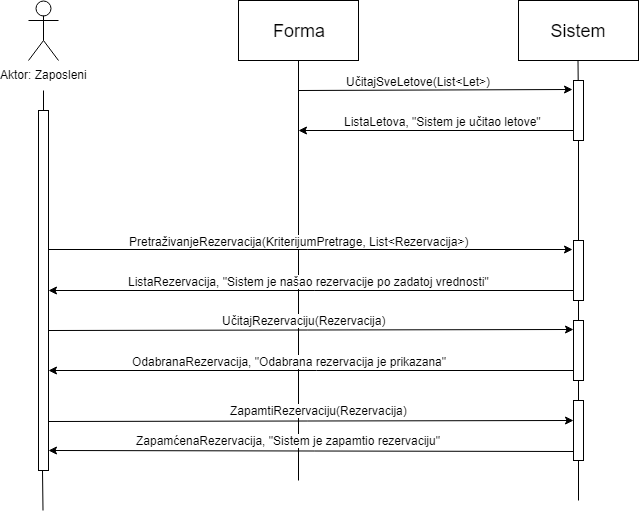 Forma
Sistem
Aktor: Zaposleni
UčitajSveLetove(List<Let>)
ListaLetova, "Sistem je učitao letove"
PretraživanjeRezervacija(KriterijumPretrage, List<Rezervacija>)
ListaRezervacija, "Sistem je našao rezervacije po zadatoj vrednosti"
UčitajRezervaciju(Rezervacija)
OdabranaRezervacija, "Odabrana rezervacija je prikazana"
ZapamtiRezervaciju(Rezervacija)
ZapamćenaRezervacija, "Sistem je zapamtio rezervaciju"